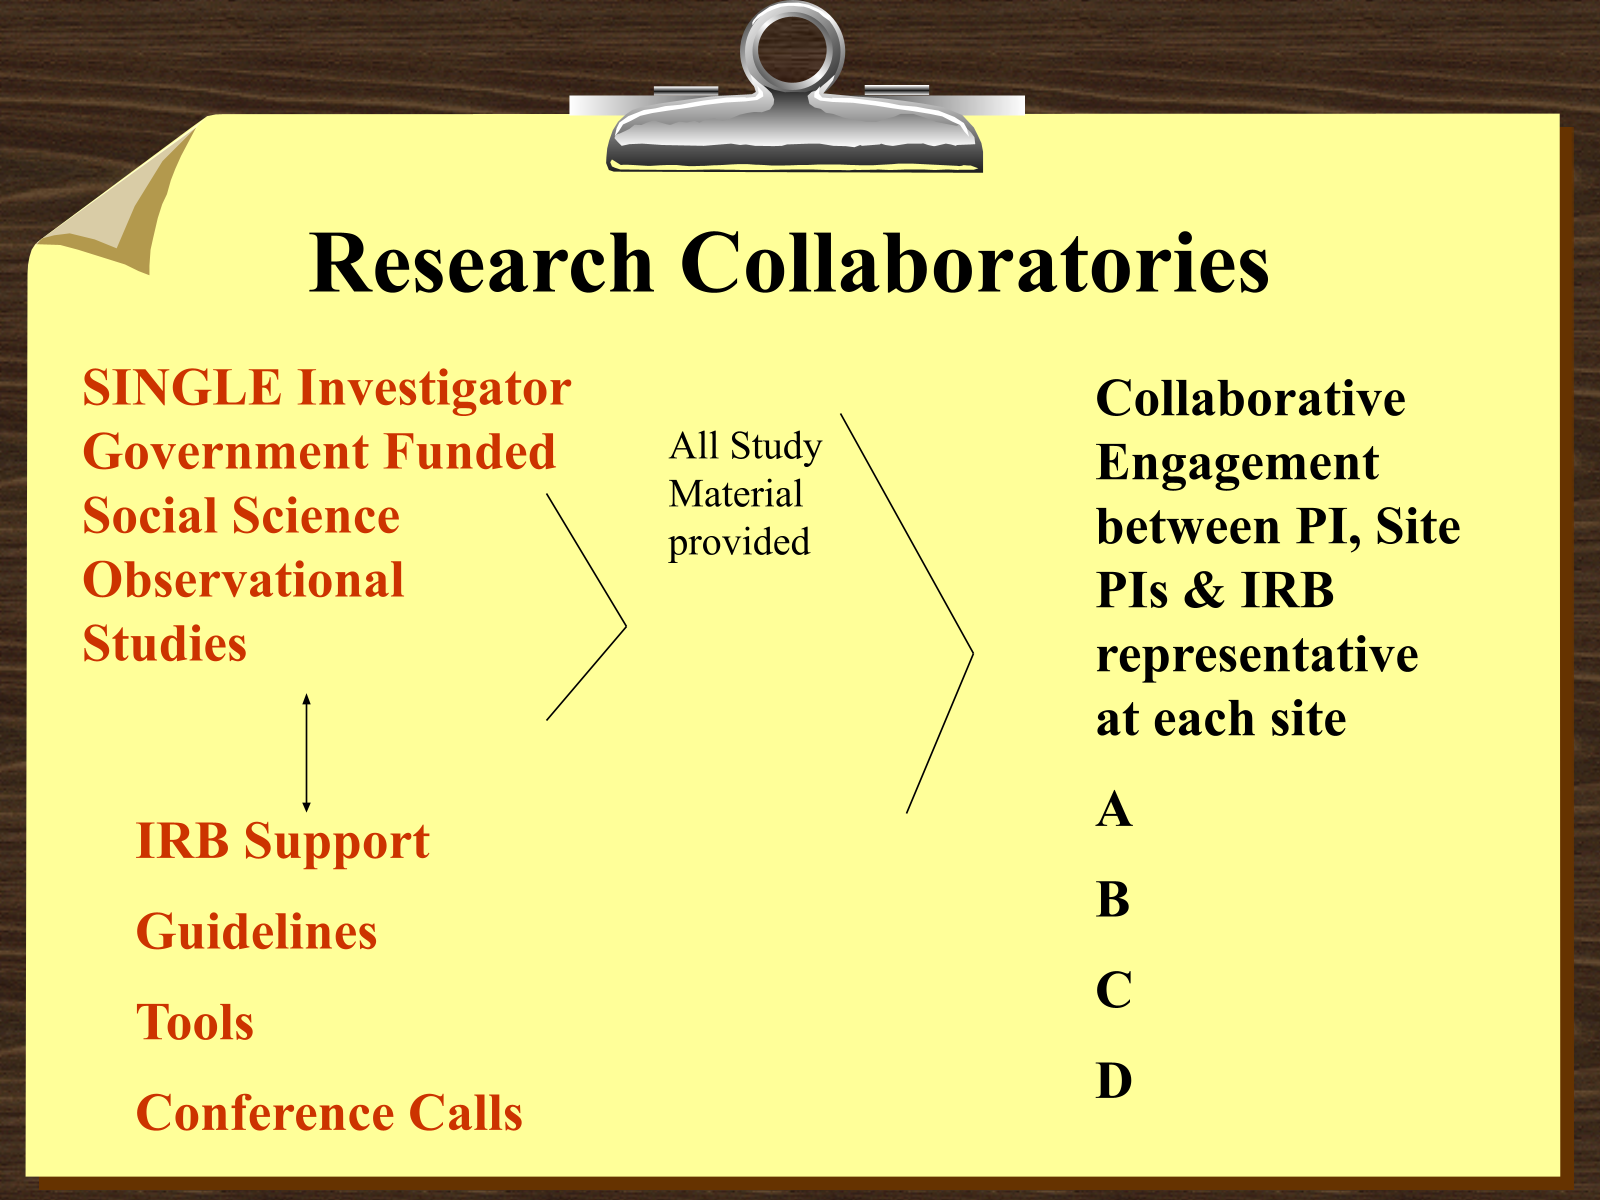 Research Collaboratories
SINGLE Investigator
Government Funded
Social Science
Observational
Studies
IRB Support
Guidelines
Tools
Conference Calls
All Study
Material
provided
Collaborative
Engagement
between PI, Site
PIs & IRB
representative
at each site
A
B
C
D